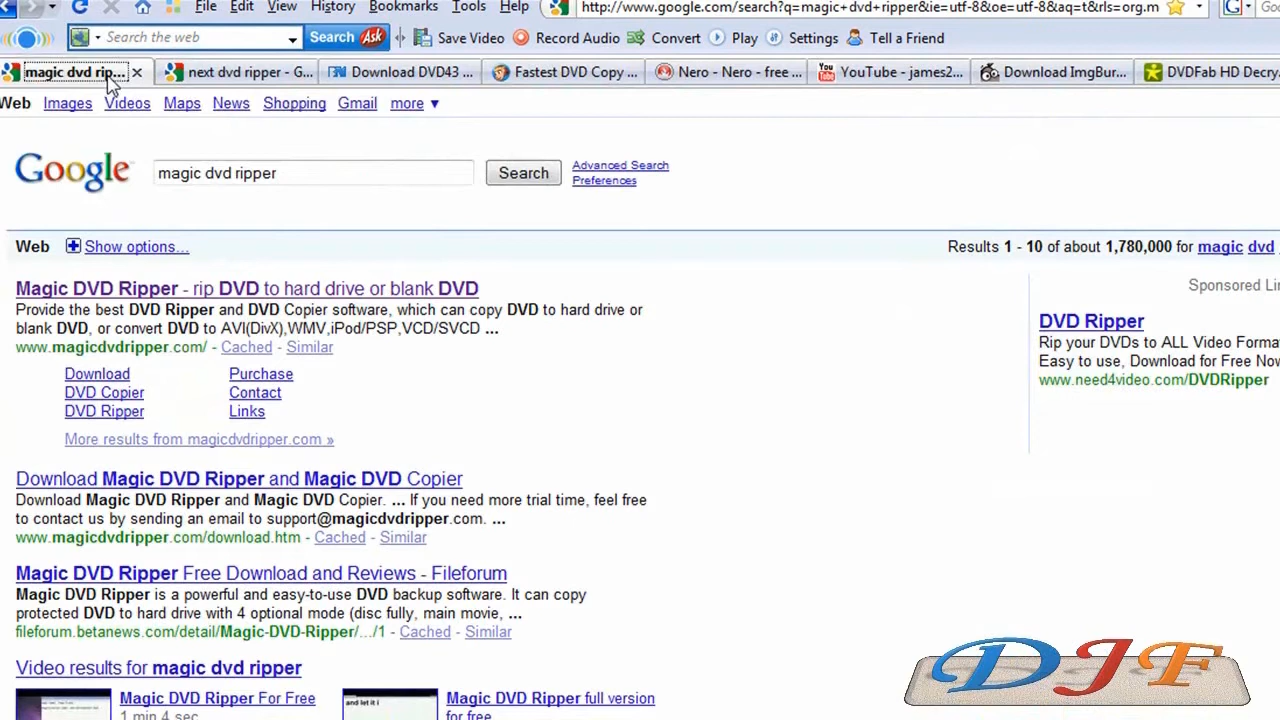 File Edit View History Bookmarks Tools Help http://www.google.com/search?q=magic+dvd+ripper&ie=utf-8&oe=utf-8&aq=t&rls=org.m
Search the web Search Ask Save Video Record Audio Convert Play Settings Tell a Friend
magic dvd rip... next dvd ripper - G... Download DVD43 ... Fastest DVD Copy ... Nero - Nero - free ... YouTube - james2... Download ImgBur... DVDFab HD Decry
Web Images Videos Maps News Shopping Gmail more ▼
Google magic dvd ripper Search Advanced Search
Preferences
Web Show options... Results 1 - 10 of about 1,780,000 for magic dvd
Magic DVD Ripper - rip DVD to hard drive or blank DVD
Provide the best DVD Ripper and DVD Copier software, which can copy DVD to hard drive or
blank DVD, or convert DVD to AVI(DivX),WMV,iPod/PSP,VCD/SVCD ...
www.magicdvdripper.com/ - Cached - Similar
Download Purchase
DVD Copier Contact
DVD Ripper Links
More results from magicdvdripper.com »
Download Magic DVD Ripper and Magic DVD Copier
Download Magic DVD Ripper and Magic DVD Copier. ... If you need more trial time, feel free
to contact us by sending an email to support@magicdvdripper.com. ...
www.magicdvdripper.com/download.htm - Cached - Similar
Magic DVD Ripper Free Download and Reviews - Fileforum
Magic DVD Ripper is a powerful and easy-to-use DVD backup software. It can copy
protected DVD to hard drive with 4 optional mode (disc fully, main movie, ...
fileforum.betanews.com/detail/Magic-DVD-Ripper/.../1 - Cached - Similar
Video results for magic dvd ripper
Magic DVD Ripper For Free
1 min 4 sec
and let it i
Magic DVD Ripper full version
for free
Sponsored Li
DVD Ripper
Rip your DVDs to ALL Video Forma
Easy to use, Download for Free Now
www.need4video.com/DVDRipper
DJF